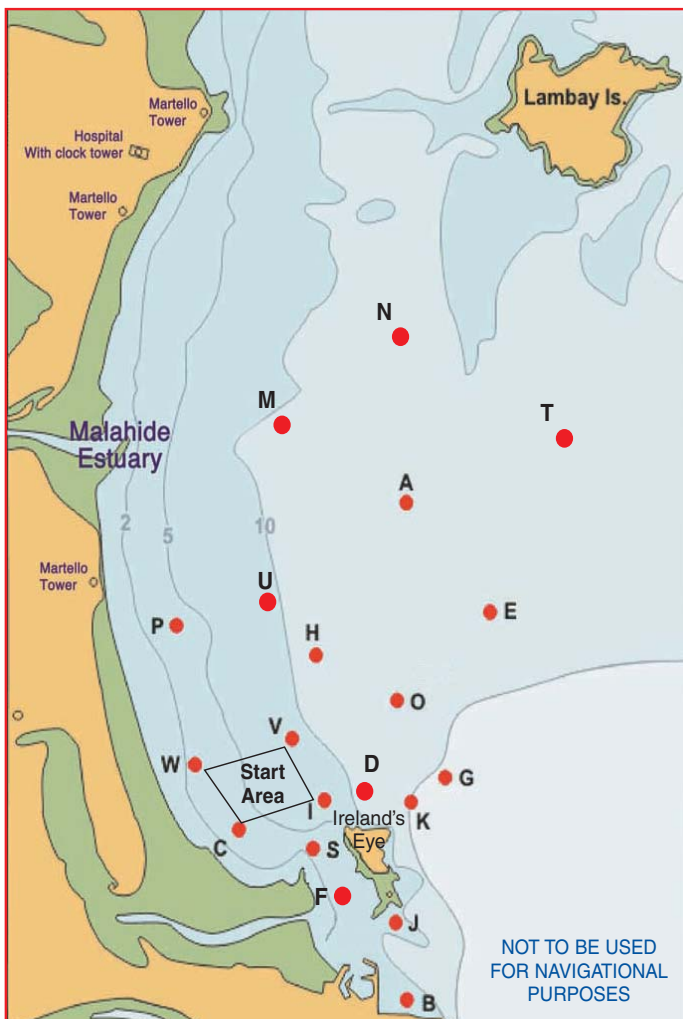 Martello
Tower
Lambay Is.
Hospital
With clock tower
Martello
Tower
N
M
T
Malahide
Estuary
A
2
5
10
Martello
Tower
U
E
P
H
O
V
W
Start
Area
D
G
I
K
Ireland's
Eye
C
S
F
J
NOT TO BE USED
FOR NAVIGATIONAL
PURPOSES
B